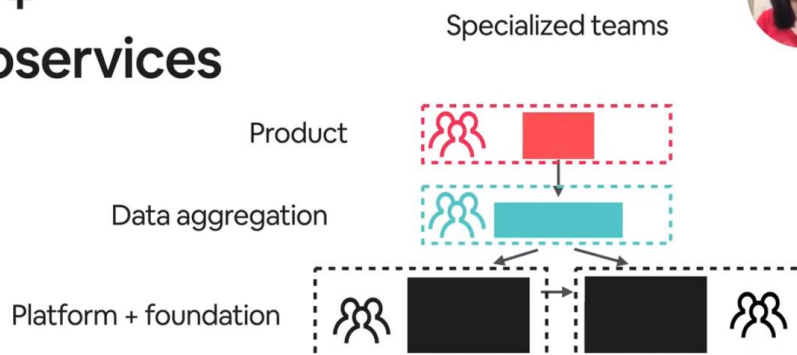 +
oservices
Specialized teams
Product
Data aggregation
Platform + foundation